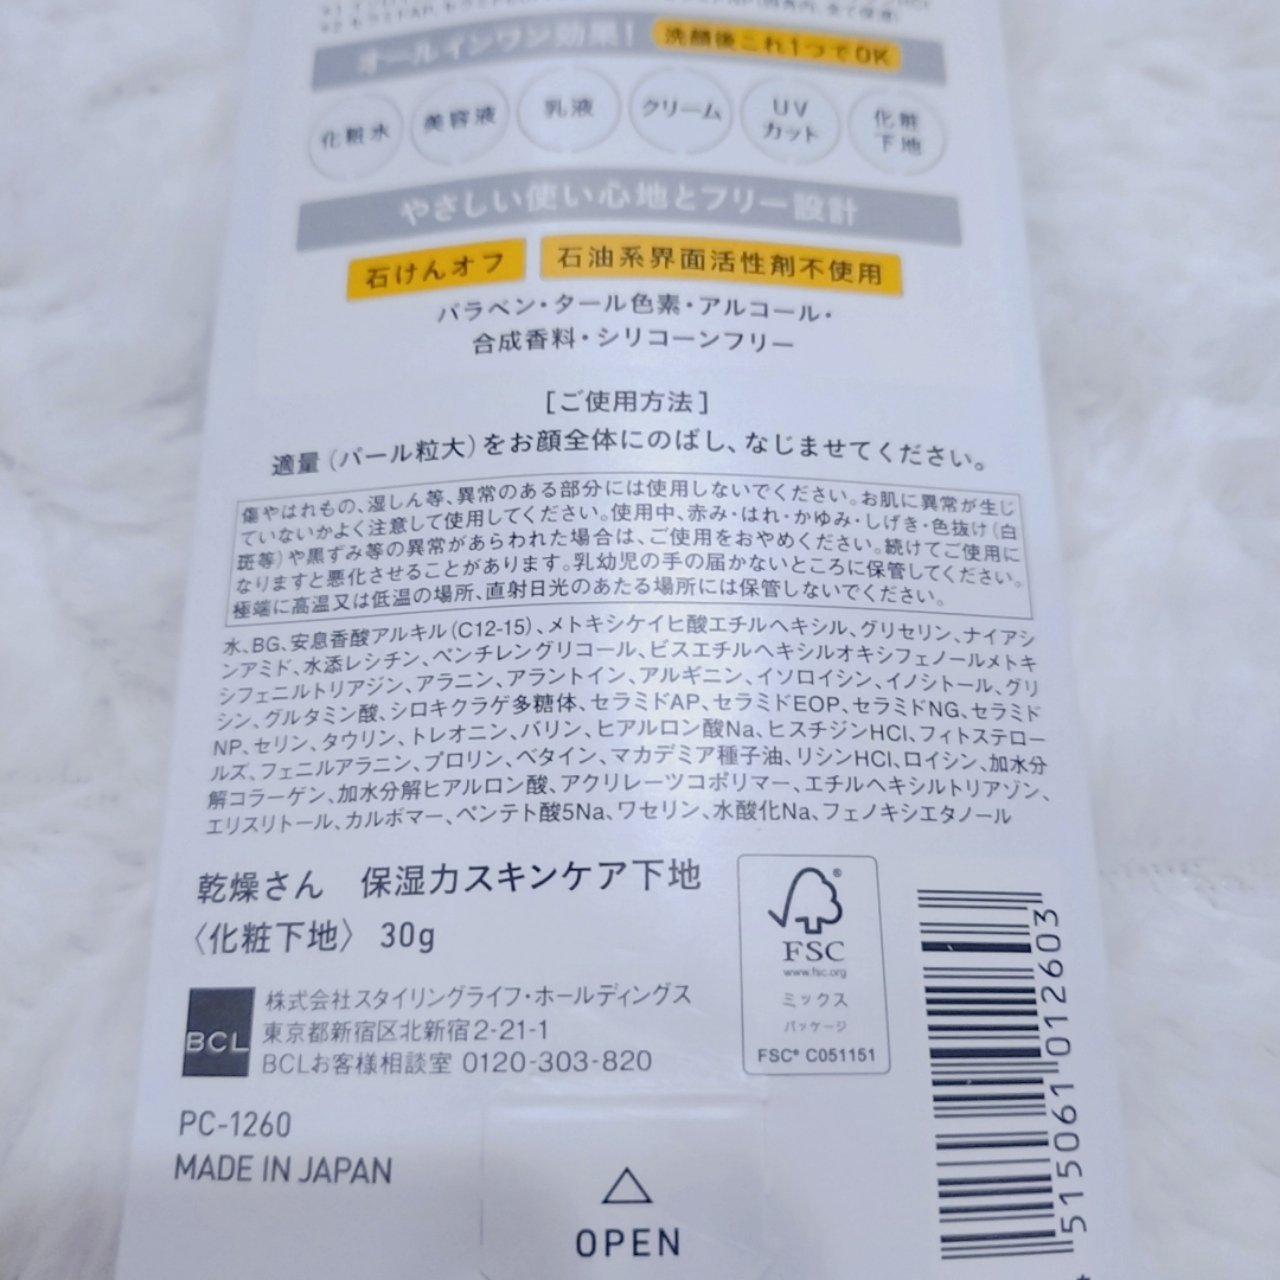 オールインワン効果! 洗顔後これ1つでOK
化粧水 美容液 乳液 クリーム UVカット 化粧下地
やさしい使い心地とフリー設計
石けんオフ 石油系界面活性剤不使用
パラベン・タール色素・アルコール・
合成香料・シリコーンフリー
[ご使用方法]
適量(パール粒大)をお顔全体にのばし、なじませてください。
傷やはれもの、湿しん等、異常のある部分には使用しないでください。お肌に異常が生じ
ていないかよく注意して使用してください。使用中、赤み・はれ・かゆみ・しげき・色抜け(白
斑等)や黒ずみ等の異常があらわれた場合は、ご使用をおやめください。続けてご使用に
なりますと悪化させることがあります。乳幼児の手の届かないところに保管してください。
極端に高温又は低温の場所、直射日光のあたる場所には保管しないでください。
水、BG、安息香酸アルキル(C12-15)、メトキシケイヒ酸エチルヘキシル、グリセリン、ナイアシ
ンアミド、水添レシチン、ペンチレングリコール、ビスエチルヘキシルオキシフェノールメトキ
シフェニルトリアジン、アラニン、アラントイン、アルギニン、イソロイシン、イノシトール、グリ
シン、グルタミン酸、シロキクラゲ多糖体、セラミドAP、セラミドEOP、セラミドNG、セラミド
NP、セリン、タウリン、トレオニン、バリン、ヒアルロン酸Na、ヒスチジンHCl、フィトステロー
ルズ、フェニルアラニン、プロリン、ベタイン、マカデミア種子油、リシンHCl、ロイシン、加水分
解コラーゲン、加水分解ヒアルロン酸、アクリレーツコポリマー、エチルヘキシルトリアゾン、
エリスリトール、カルボマー、ペンテト酸5Na、ワセリン、水酸化Na、フェノキシエタノール
乾燥さん 保湿力スキンケア下地
〈化粧下地〉 30g
BCL
株式会社スタイリングライフ・ホールディングス
東京都新宿区北新宿2-21-1
BCLお客様相談室 0120-303-820
PC-1260
MADE IN JAPAN
FSC®
www.fsc.org
ミックス
パッケージ
FSC® C051151
515061 012603
OPEN